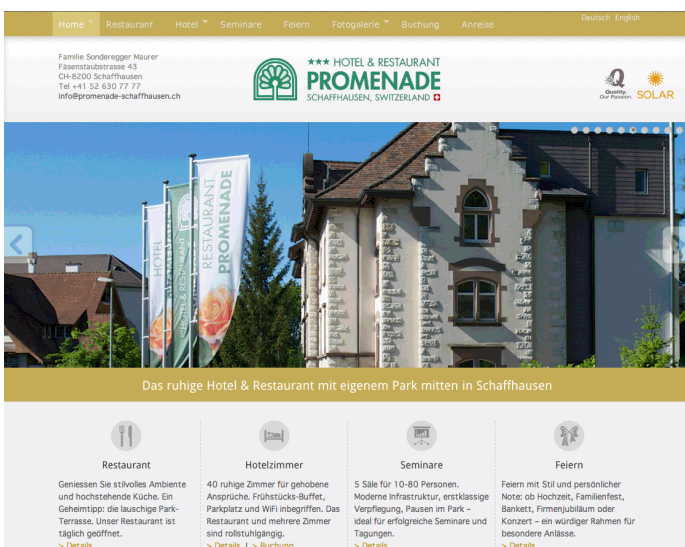 Home Restaurant Hotel Seminare Feiern Fotogalerie Buchung Anreise
Deutsch English
Familie Sonderegger Maurer
Fäsenstaubstrasse 43
CH-8200 Schaffhausen
Tel +41 52 630 77 77
info@promenade-schaffhausen.ch
*** HOTEL & RESTAURANT
PROMENADE
SCHAFFHAUSEN, SWITZERLAND
Q
Quality.
Our Passion
SOLAR
HOTEL
HOTEL & RESTAURANT
RESTAURANT
PROMENADE
Das ruhige Hotel & Restaurant mit eigenem Park mitten in Schaffhausen
Restaurant
Geniessen Sie stilvolles Ambiente
und hochstehende Küche. Ein
Geheimtipp: die lauschige Park-
Terrasse. Unser Restaurant ist
täglich geöffnet.
> Details
Hotelzimmer
40 ruhige Zimmer für gehobene
Ansprüche. Frühstücks-Buffet,
Parkplatz und WiFi inbegriffen. Das
Restaurant und mehrere Zimmer
sind rollstuhlgängig.
> Details | > Buchung
Seminare
5 Säle für 10-80 Personen.
Moderne Infrastruktur, erstklassige
Verpflegung, Pausen im Park –
ideal für erfolgreiche Seminare und
Tagungen.
> Details
Feiern
Feiern mit Stil und persönlicher
Note: ob Hochzeit, Familienfest,
Bankett, Firmenjubiläum oder
Konzert – ein würdiger Rahmen für
besondere Anlässe.
> Details